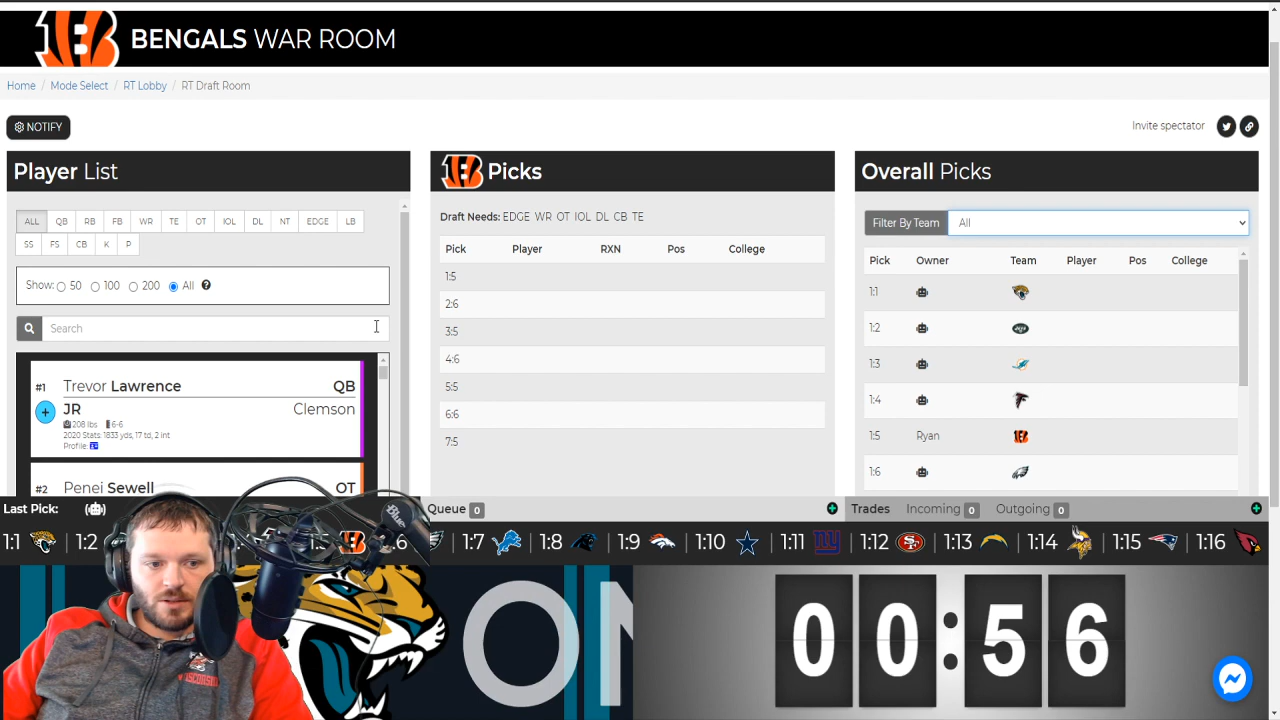 BENGALS WAR ROOM
Home / Mode Select / RT Lobby / RT Draft Room
NOTIFY
Invite spectator
Player List
ALL QB RB FB WR TE OT IOL DL NT EDGE LB
SS FS CB K P
Show: 50 100 200 All
Search
#1 Trevor Lawrence QB
JR Clemson
208 lbs 6-6
2020 Stats: 1833 yds, 17 td, 2 int
Profile:
#2 Penei Sewell OT
Picks
Draft Needs: EDGE WR OT IOL DL CB TE
Pick Player RXN Pos College
1:5
2:6
3:5
4:6
5:5
6:6
7:5
Overall Picks
Filter By Team All
Pick Owner Team Player Pos College
1:1
1:2
1:3
1:4
1:5 Ryan
1:6
Last Pick:
Queue 0
Trades Incoming 0 Outgoing 0
1:1 | 1:2 | 1:7 | 1:8 | 1:9 | 1:10 | 1:11 | 1:12 | 1:13 | 1:14 | 1:15 | 1:16
ON
00:56
Blue
WISCONSIN